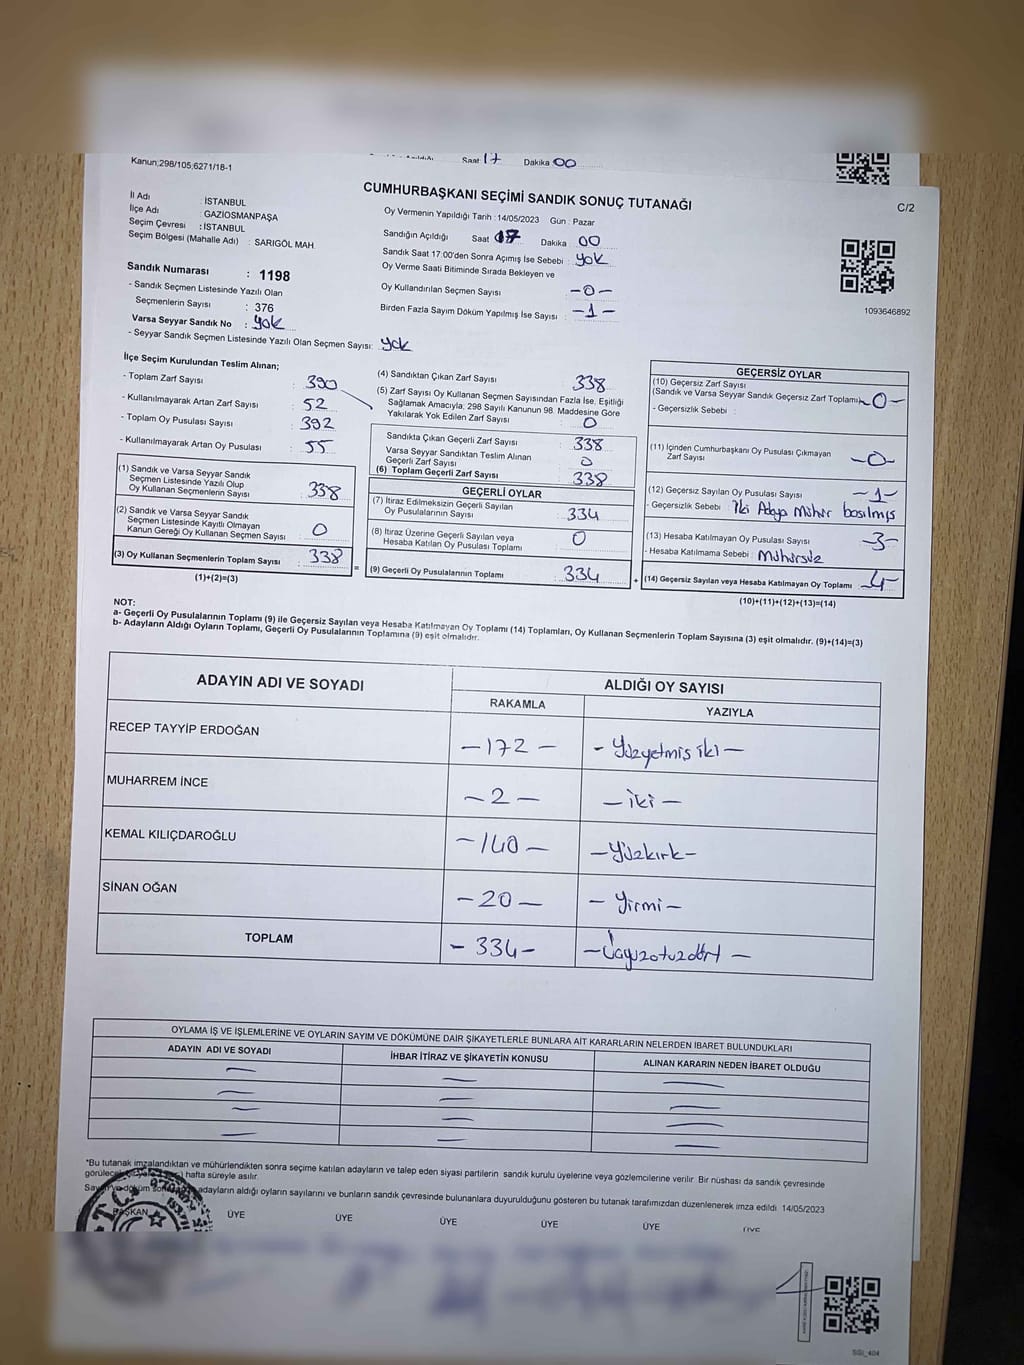 Saat 17 Dakika 00
Kanun;298/105;6271/18-1
CUMHURBAŞKANI SEÇİMİ SANDIK SONUÇ TUTANAĞI
C/2
İl Adı : İSTANBUL
İlçe Adı : GAZİOSMANPAŞA
Seçim Çevresi : İSTANBUL
Seçim Bölgesi (Mahalle Adı) : SARIGÖL MAH.
Sandık Numarası : 1198
- Sandık Seçmen Listesinde Yazılı Olan
Seçmenlerin Sayısı : 376
Varsa Seyyar Sandık No : yok
- Seyyar Sandık Seçmen Listesinde Yazılı Olan Seçmen Sayısı: yok
Oy Vermenin Yapıldığı Tarih : 14/05/2023 Gün : Pazar
Sandığın Açıldığı Saat 17 Dakika 00
Sandık Saat 17.00'den Sonra Açımış İse Sebebi : yok
Oy Verme Saati Bitiminde Sırada Bekleyen ve
Oy Kullandırılan Seçmen Sayısı -0-
Birden Fazla Sayım Döküm Yapılmış İse Sayısı : -1-
1093646892
İlçe Seçim Kurulundan Teslim Alınan;
- Toplam Zarf Sayısı : 390
- Kullanılmayarak Artan Zarf Sayısı : 52
- Toplam Oy Pusulası Sayısı : 392
- Kullanılmayarak Artan Oy Pusulası : 55
(1) Sandık ve Varsa Seyyar Sandık
Seçmen Listesinde Yazılı Olup
Oy Kullanan Seçmenlerin Sayısı : 338
(2) Sandık ve Varsa Seyyar Sandık
Seçmen Listesinde Kayıtlı Olmayan
Kanun Gereği Oy Kullanan Seçmen Sayısı : 0
(3) Oy Kullanan Seçmenlerin Toplam Sayısı : 338
(1)+(2)=(3)
(4) Sandıktan Çıkan Zarf Sayısı : 338
(5) Zarf Sayısı Oy Kullanan Seçmen Sayısından Fazla İse, Eşitliği
Sağlamak Amacıyla; 298 Sayılı Kanunun 98. Maddesine Göre
Yakılarak Yok Edilen Zarf Sayısı : 0
Sandıkta Çıkan Geçerli Zarf Sayısı : 338
Varsa Seyyar Sandıktan Teslim Alınan
Geçerli Zarf Sayısı : 0
(6) Toplam Geçerli Zarf Sayısı : 338
GEÇERLİ OYLAR
(7) İtiraz Edilmeksizin Geçerli Sayılan
Oy Pusulalarının Sayısı : 334
(8) İtiraz Üzerine Geçerli Sayılan veya
Hesaba Katılan Oy Pusulası Toplamı : 0
= (9) Geçerli Oy Pusulalarının Toplamı : 334
GEÇERSİZ OYLAR
(10) Geçersiz Zarf Sayısı
(Sandık ve Varsa Seyyar Sandık Geçersiz Zarf Toplamı) -0-
- Geçersizlik Sebebi :
(11) İçinden Cumhurbaşkanı Oy Pusulası Çıkmayan
Zarf Sayısı -0-
(12) Geçersiz Sayılan Oy Pusulası Sayısı -1-
- Geçersizlik Sebebi : İki Adaya Mühür basılmış
(13) Hesaba Katılmayan Oy Pusulası Sayısı -3-
- Hesaba Katılmama Sebebi : Mühürsüz
+ (14) Geçersiz Sayılan veya Hesaba Katılmayan Oy Toplamı -4-
(10)+(11)+(12)+(13)=(14)
NOT:
a- Geçerli Oy Pusulalarının Toplamı (9) ile Geçersiz Sayılan veya Hesaba Katılmayan Oy Toplamı (14) Toplamları, Oy Kullanan Seçmenlerin Toplam Sayısına (3) eşit olmalıdır. (9)+(14)=(3)
b- Adayların Aldığı Oyların Toplamı, Geçerli Oy Pusulalarının Toplamına (9) eşit olmalıdır.
ADAYIN ADI VE SOYADI ALDIĞI OY SAYISI
RAKAMLA YAZIYLA
RECEP TAYYİP ERDOĞAN -172- -Yüzyetmiş iki-
MUHARREM İNCE -2- -iki-
KEMAL KILIÇDAROĞLU -140- -Yüzkırk-
SİNAN OĞAN -20- -Yirmi-
TOPLAM -334- -Üçyüzotuzdört-
OYLAMA İŞ VE İŞLEMLERİNE VE OYLARIN SAYIM VE DÖKÜMÜNE DAİR ŞİKAYETLERLE BUNLARA AİT KARARLARIN NELERDEN İBARET BULUNDUKLARI
ADAYIN ADI VE SOYADI İHBAR İTİRAZ VE ŞİKAYETİN KONUSU ALINAN KARARIN NEDEN İBARET OLDUĞU
*Bu tutanak imzalandıktan ve mühürlendikten sonra seçime katılan adayların ve talep eden siyasi partilerin sandık kurulu üyelerine veya gözlemcilerine verilir. Bir nüshası da sandık çevresinde
hafta süreyle asılır.
adayların aldığı oyların sayılarını ve bunların sandık çevresinde bulunanlara duyurulduğunu gösteren bu tutanak tarafımızdan düzenlenerek imza edildi 14/05/2023
BAŞKAN ÜYE ÜYE ÜYE ÜYE ÜYE ÜYE
T.C.
SGI_404